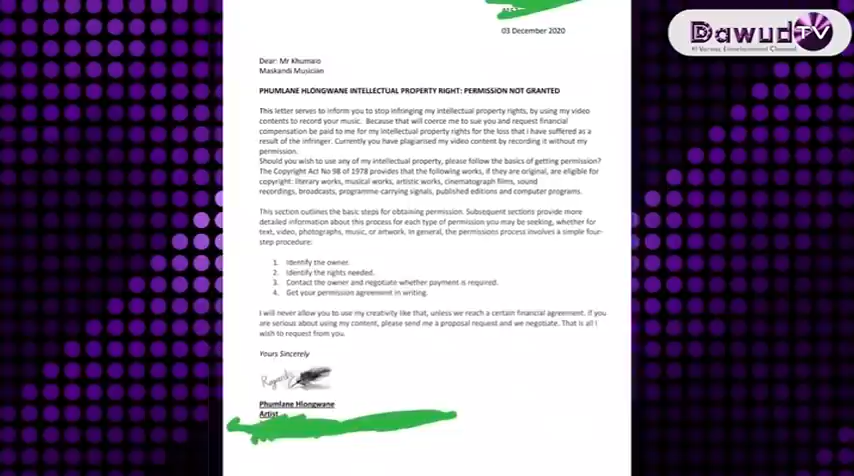 Dawud TV
03 December 2020
Dear: Mr Khumalo
Maskandi Musician
PHUMLANE HLONGWANE INTELLECTUAL PROPERTY RIGHT: PERMISSION NOT GRANTED
This letter serves to inform you to stop infringing my intellectual property rights, by using my video
contents to record your music. Because that will coerce me to sue you and request financial
compensation be paid to me for my intellectual property rights for the loss that i have suffered as a
result of the infringer. Currently you have plagiarised my video content by recording it without my
permission.
Should you wish to use any of my intellectual property, please follow the basics of getting permission?
The Copyright Act No 98 of 1978 provides that the following works, if they are original, are eligible for
copyright: literary works, musical works, artistic works, cinematograph films, sound
recordings, broadcasts, programme-carrying signals, published editions and computer programs.
This section outlines the basic steps for obtaining permission. Subsequent sections provide more
detailed information about this process for each type of permission you may be seeking, whether for
text, video, photographs, music, or artwork. In general, the permissions process involves a simple four-
step procedure:
1. Identify the owner.
2. Identify the rights needed.
3. Contact the owner and negotiate whether payment is required.
4. Get your permission agreement in writing.
I will never allow you to use my creativity like that, unless we reach a certain financial agreement. if you
are serious about using my content, please send me a proposal request and we negotiate. That is all I
wish to request from you.
Yours Sincerely
Regards
Phumlane Hlongwane
Artist